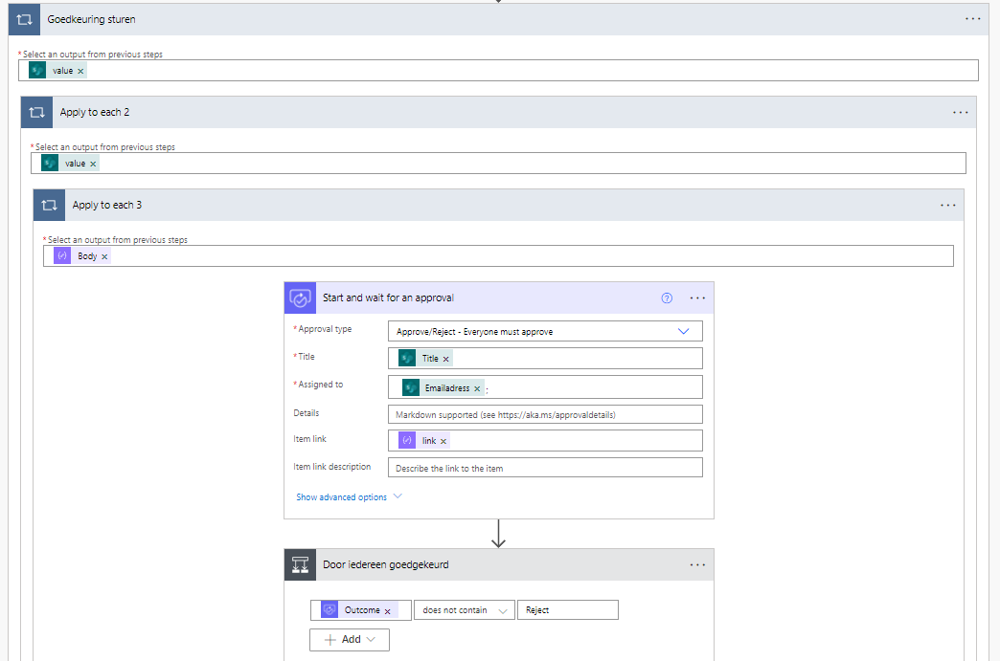 Goedkeuring sturen
* Select an output from previous steps
value ×
Apply to each 2
* Select an output from previous steps
value ×
Apply to each 3
* Select an output from previous steps
Body ×
Start and wait for an approval
* Approval type Approve/Reject - Everyone must approve
* Title Title ×
* Assigned to Emailadress × ;
Details Markdown supported (see https://aka.ms/approvaldetails)
Item link link ×
Item link description Describe the link to the item
Show advanced options
Door iedereen goedgekeurd
Outcome × does not contain Reject
+ Add